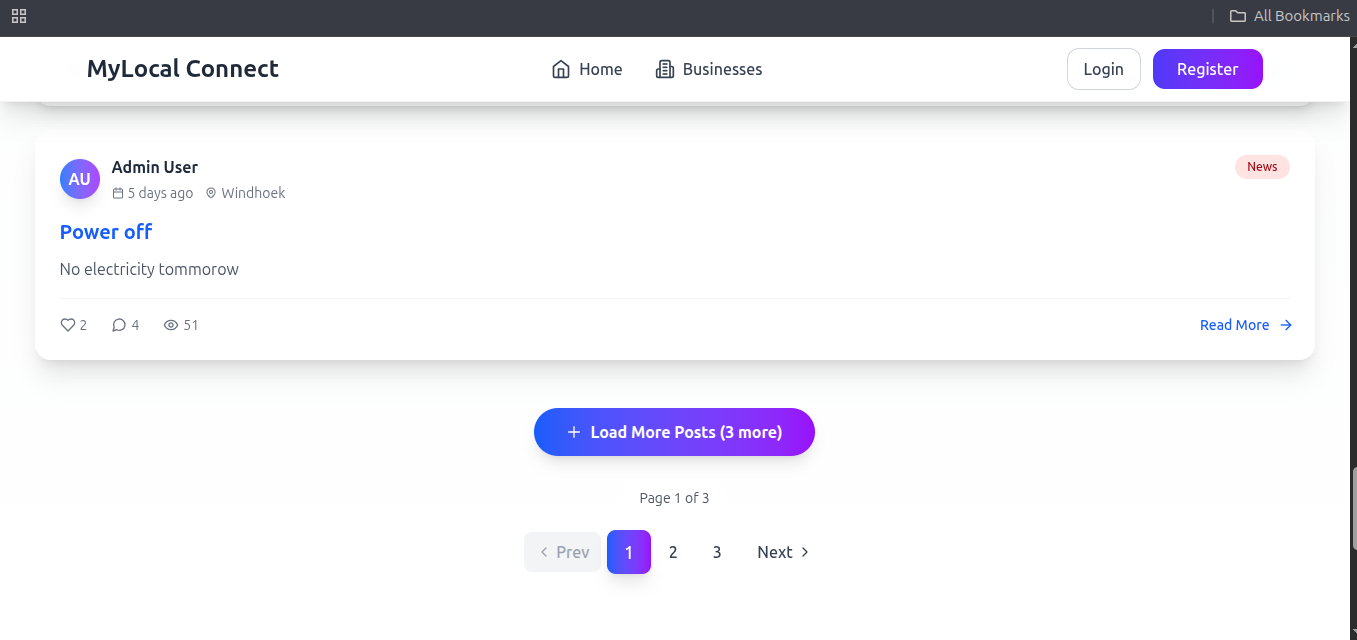 All Bookmarks
MyLocal Connect Home Businesses Login Register
AU Admin User News
5 days ago Windhoek
Power off
No electricity tommorow
2 4 51 Read More
Load More Posts (3 more)
Page 1 of 3
Prev 1 2 3 Next